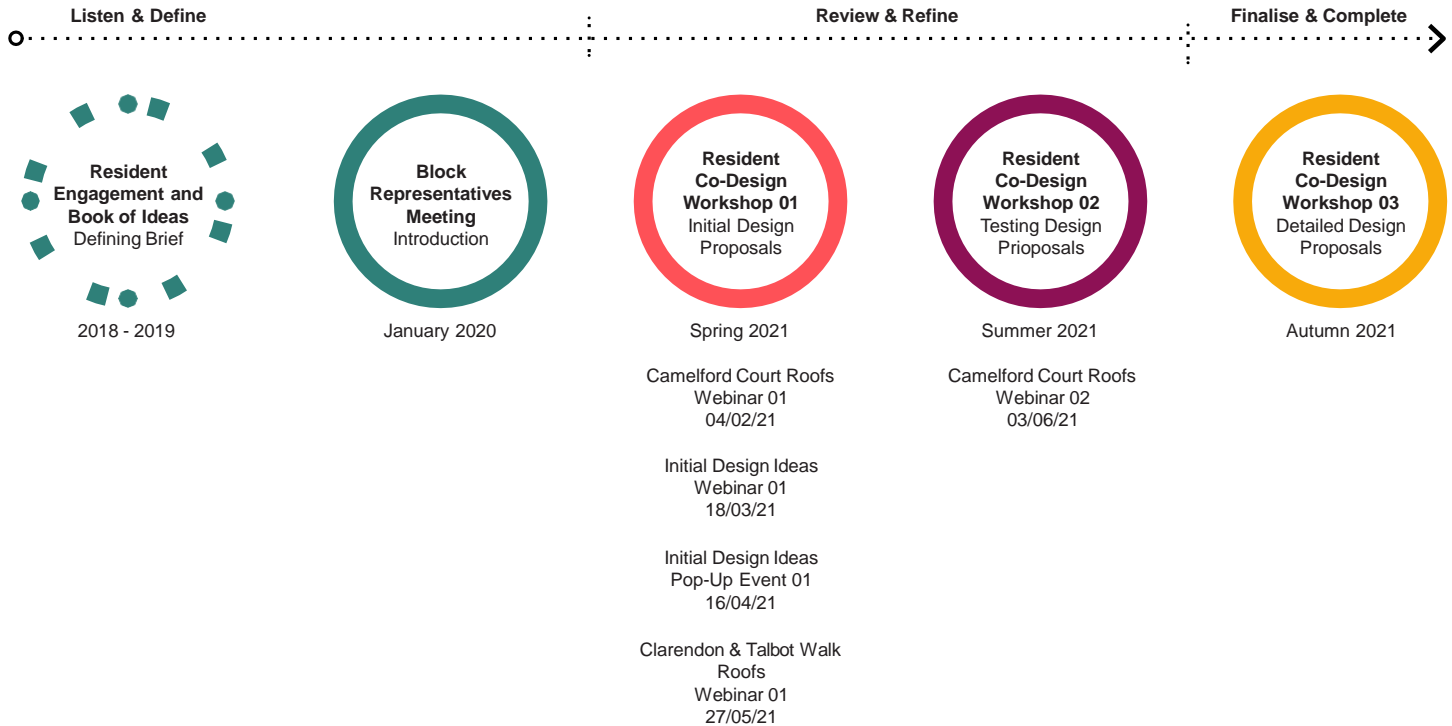 Listen & Define
Review & Refine
Finalise & Complete
Resident
Engagement and
Book of Ideas
Defining Brief
2018 - 2019
Block
Representatives
Meeting
Introduction
January 2020
Resident
Co-Design
Workshop 01
Initial Design
Proposals
Spring 2021
Camelford Court Roofs
Webinar 01
04/02/21
Initial Design Ideas
Webinar 01
18/03/21
Initial Design Ideas
Pop-Up Event 01
16/04/21
Clarendon & Talbot Walk
Roofs
Webinar 01
27/05/21
Resident
Co-Design
Workshop 02
Testing Design
Prioposals
Summer 2021
Camelford Court Roofs
Webinar 02
03/06/21
Resident
Co-Design
Workshop 03
Detailed Design
Proposals
Autumn 2021